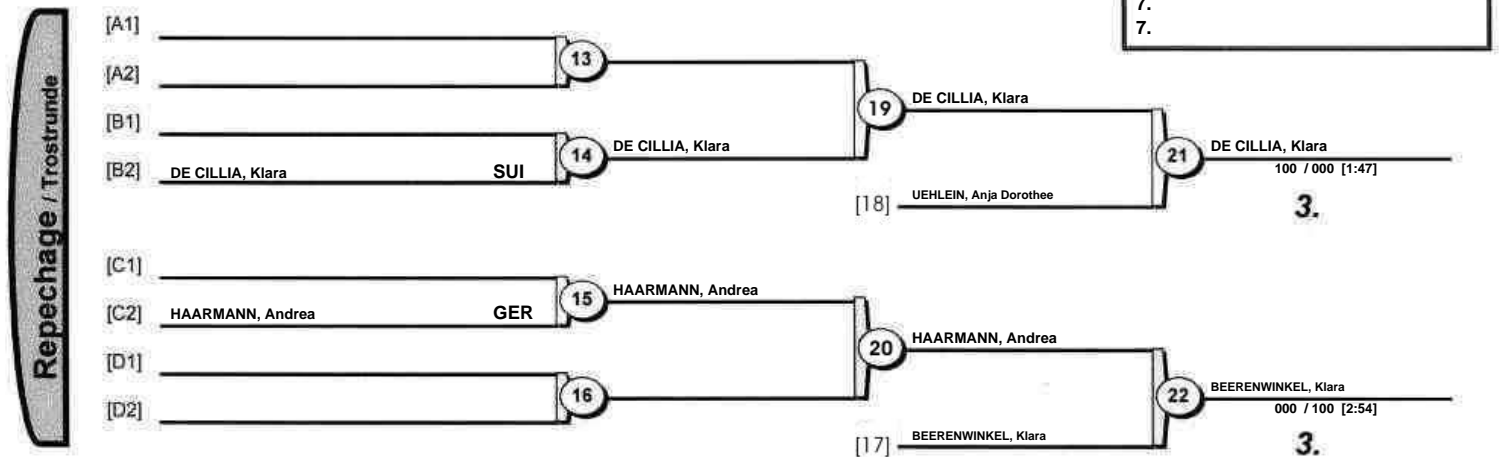 7.
7.
Repechage / Trostrunde
[A1]
13
[A2]
19 DE CILLIA, Klara
[B1]
14 DE CILLIA, Klara
[B2] DE CILLIA, Klara SUI
21 DE CILLIA, Klara
100 / 000 [1:47]
[18] UEHLEIN, Anja Dorothee
3.
[C1]
15 HAARMANN, Andrea
[C2] HAARMANN, Andrea GER
20 HAARMANN, Andrea
[D1]
16
[D2]
22 BEERENWINKEL, Klara
000 / 100 [2:54]
[17] BEERENWINKEL, Klara
3.